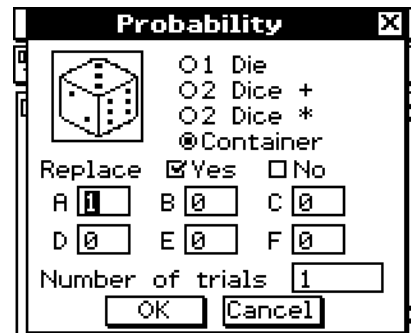 Probability
1 Die
2 Dice +
2 Dice *
Container
Replace Yes No
A 1 B 0 C 0
D 0 E 0 F 0
Number of trials 1
OK Cancel